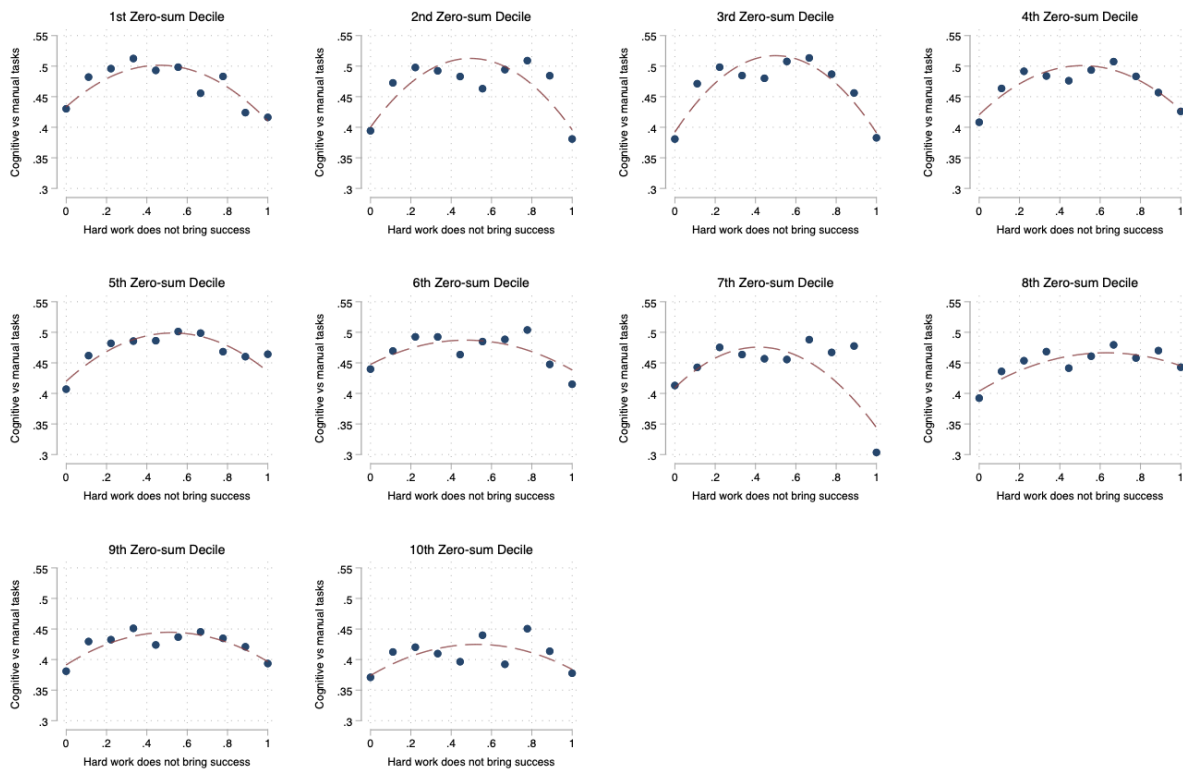 1st Zero-sum Decile
Cognitive vs manual tasks
.55
.5
.45
.4
.35
.3
0 .2 .4 .6 .8 1
Hard work does not bring success
2nd Zero-sum Decile
Cognitive vs manual tasks
.55
.5
.45
.4
.35
.3
0 .2 .4 .6 .8 1
Hard work does not bring success
3rd Zero-sum Decile
Cognitive vs manual tasks
.55
.5
.45
.4
.35
.3
0 .2 .4 .6 .8 1
Hard work does not bring success
4th Zero-sum Decile
Cognitive vs manual tasks
.55
.5
.45
.4
.35
.3
0 .2 .4 .6 .8 1
Hard work does not bring success
5th Zero-sum Decile
Cognitive vs manual tasks
.55
.5
.45
.4
.35
.3
0 .2 .4 .6 .8 1
Hard work does not bring success
6th Zero-sum Decile
Cognitive vs manual tasks
.55
.5
.45
.4
.35
.3
0 .2 .4 .6 .8 1
Hard work does not bring success
7th Zero-sum Decile
Cognitive vs manual tasks
.55
.5
.45
.4
.35
.3
0 .2 .4 .6 .8 1
Hard work does not bring success
8th Zero-sum Decile
Cognitive vs manual tasks
.55
.5
.45
.4
.35
.3
0 .2 .4 .6 .8 1
Hard work does not bring success
9th Zero-sum Decile
Cognitive vs manual tasks
.55
.5
.45
.4
.35
.3
0 .2 .4 .6 .8 1
Hard work does not bring success
10th Zero-sum Decile
Cognitive vs manual tasks
.55
.5
.45
.4
.35
.3
0 .2 .4 .6 .8 1
Hard work does not bring success